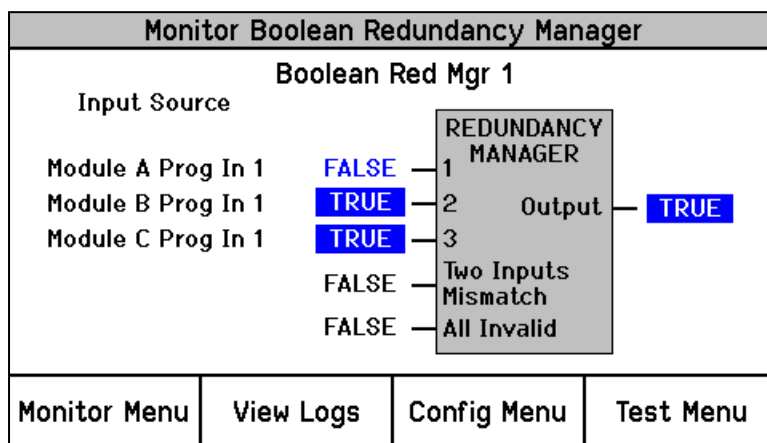 Monitor Boolean Redundancy Manager
Boolean Red Mgr 1
Input Source
REDUNDANCY
MANAGER
Module A Prog In 1 FALSE 1
Module B Prog In 1 TRUE 2 Output TRUE
Module C Prog In 1 TRUE 3
FALSE Two Inputs
Mismatch
FALSE All Invalid
Monitor Menu View Logs Config Menu Test Menu